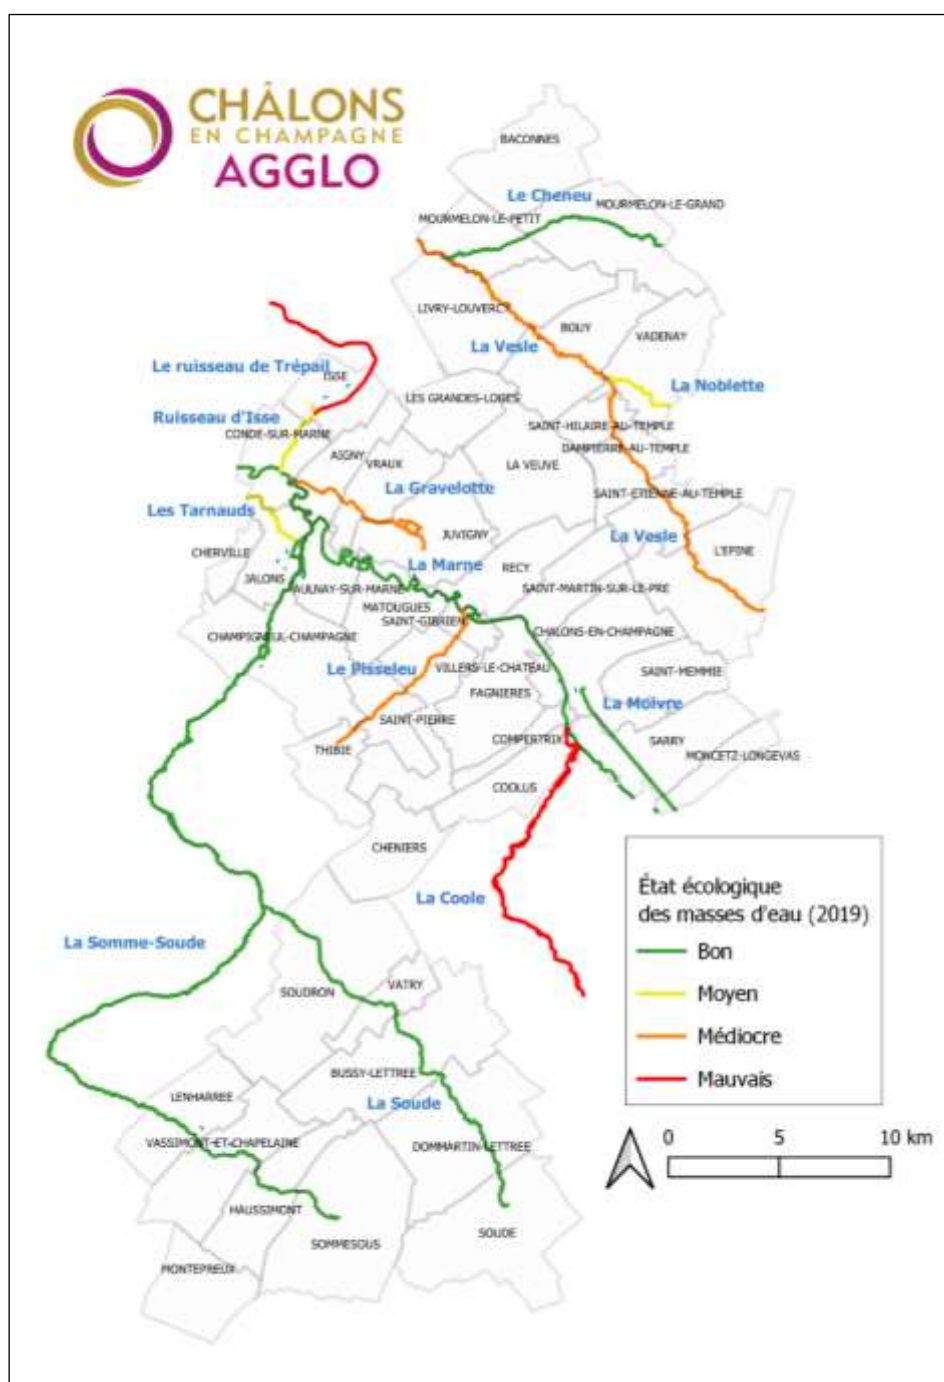 CHÂLONS
EN CHAMPAGNE
AGGLO
BACONNES
Le Cheneu
MOURMELON-LE-GRAND
MOURMELON-LE-PETIT
LIVRY-LOUVERCY
BOUY
VADENAY
La Vesle
Le ruisseau de Trépail
ISSE
La Noblette
LES GRANDES-LOGES
Ruisseau d'Isse
CONDE-SUR-MARNE
SAINT-HILAIRE-AU-TEMPLE
DAMPIERRE-AU-TEMPLE
AIGNY
VRAUX
LA VEUVE
La Gravelotte
SAINT-ETIENNE-AU-TEMPLE
Les Tarnauds
JUVIGNY
La Vesle
L'EPINE
CHERVILLE
La Marne
RECY
JALONS
AULNAY-SUR-MARNE
SAINT-MARTIN-SUR-LE-PRE
MATOUGUES
SAINT-GIBRIEN
CHAMPIGNEUL-CHAMPAGNE
CHALONS-EN-CHAMPAGNE
Le Pisseleu
VILLERS-LE-CHATEAU
SAINT-MEMMIE
FAGNIERES
La Moivre
SAINT-PIERRE
THIBIE
COMPERTRIX
SARRY
MONCETZ-LONGEVAS
COOLUS
CHENIERS
État écologique
des masses d'eau (2019)
La Coole
La Somme-Soude
Bon
VATRY
SOUDRON
Moyen
Médiocre
BUSSY-LETTREE
Mauvais
LENHARREE
La Soude
VASSIMONT-ET-CHAPELAINE
DOMMARTIN-LETTREE
0 5 10 km
HAUSSIMONT
SOMMESOUS
SOUDE
MONTEPREUX